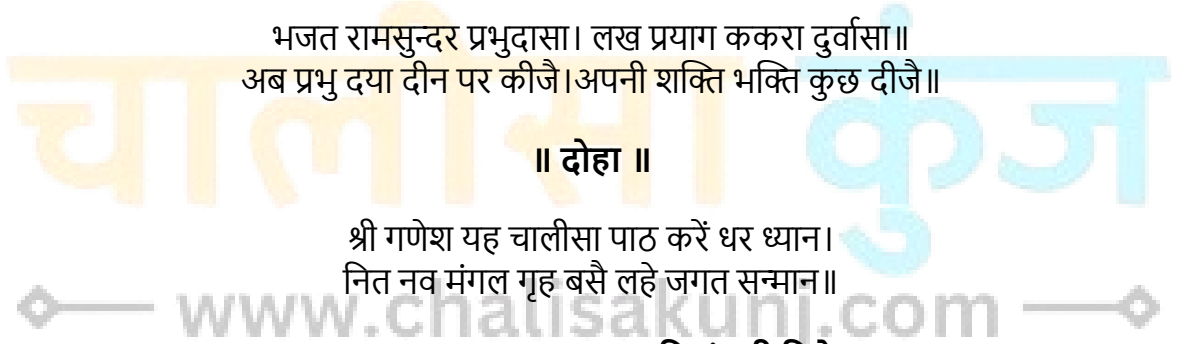 भजत रामसुन्दर प्रभुदासा। लख प्रयाग ककरा दुर्वासा॥
अब प्रभु दया दीन पर कीजै।अपनी शक्ति भक्ति कुछ दीजै॥
॥ दोहा ॥
श्री गणेश यह चालीसा पाठ करें धर ध्यान।
नित नव मंगल गृह बसै लहे जगत सन्मान॥
चालीसा कुंज
www.chalisakunj.com